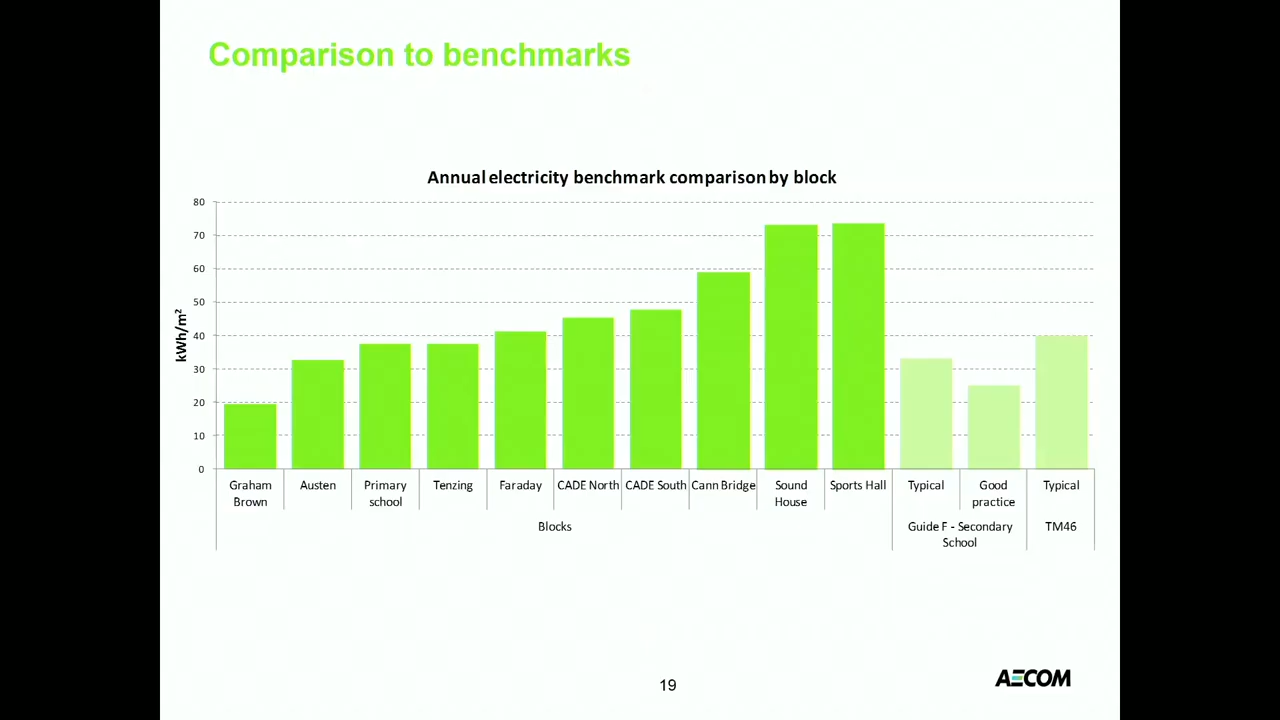 Comparison to benchmarks
Annual electricity benchmark comparison by block
80
70
60
50
40
30
20
10
0
kWh/m²
Graham
Brown
Austen
Primary
school
Tenzing
Faraday
CADE North
CADE South
Cann Bridge
Sound
House
Sports Hall
Typical
Good
practice
Typical
Blocks
Guide F - Secondary
School
TM46
19
AECOM